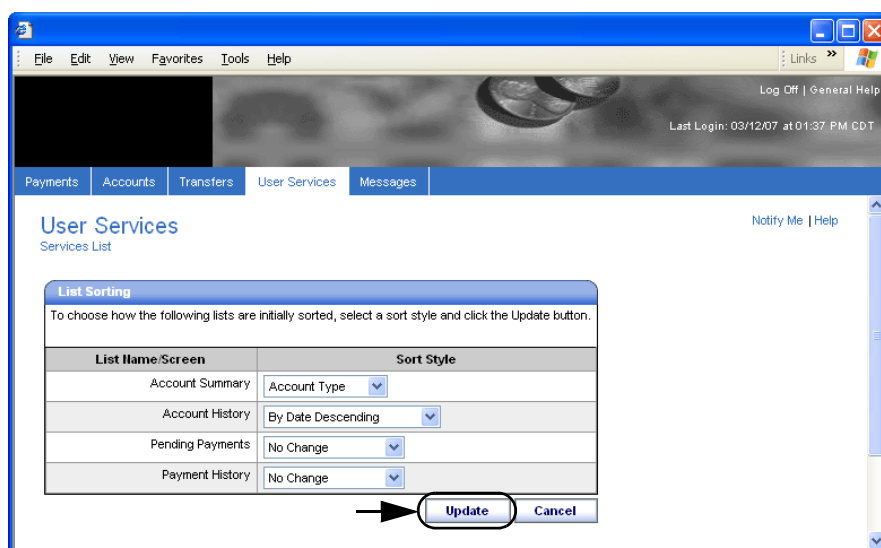 File Edit View Favorites Tools Help Links »
Log Off | General Help
Last Login: 03/12/07 at 01:37 PM CDT
Payments Accounts Transfers User Services Messages
User Services
Services List
Notify Me | Help
List Sorting
To choose how the following lists are initially sorted, select a sort style and click the Update button.
List Name/Screen Sort Style
Account Summary Account Type
Account History By Date Descending
Pending Payments No Change
Payment History No Change
Update Cancel